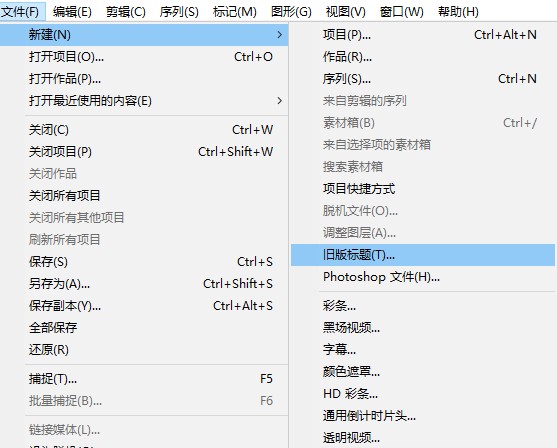 文件(F) 编辑(E) 剪辑(C) 序列(S) 标记(M) 图形(G) 视图(V) 窗口(W) 帮助(H)
新建(N)
打开项目(O)... Ctrl+O
打开作品(P)...
打开最近使用的内容(E)
关闭(C) Ctrl+W
关闭项目(P) Ctrl+Shift+W
关闭作品
关闭所有项目
关闭所有其他项目
刷新所有项目
保存(S) Ctrl+S
另存为(A)... Ctrl+Shift+S
保存副本(Y)... Ctrl+Alt+S
全部保存
还原(R)
捕捉(T)... F5
批量捕捉(B)... F6
链接媒体(L)...
项目(P)... Ctrl+Alt+N
作品(R)...
序列(S)... Ctrl+N
来自剪辑的序列
素材箱(B) Ctrl+/
来自选择项的素材箱
搜索素材箱
项目快捷方式
脱机文件(O)...
调整图层(A)...
旧版标题(T)...
Photoshop 文件(H)...
彩条...
黑场视频...
字幕...
颜色遮罩...
HD 彩条...
通用倒计时片头...
透明视频...